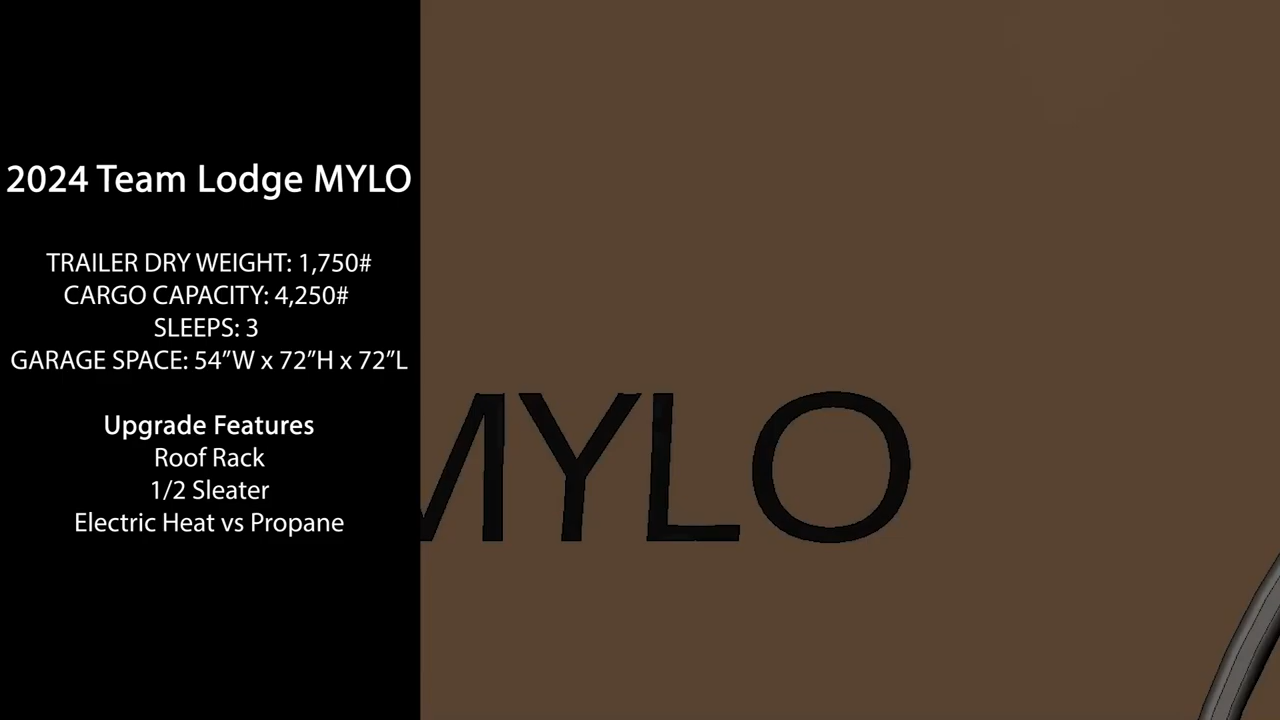 2024 Team Lodge MYLO
TRAILER DRY WEIGHT: 1,750#
CARGO CAPACITY: 4,250#
SLEEPS: 3
GARAGE SPACE: 54”W x 72”H x 72”L
Upgrade Features
Roof Rack
1/2 Sleater
Electric Heat vs Propane
MYLO